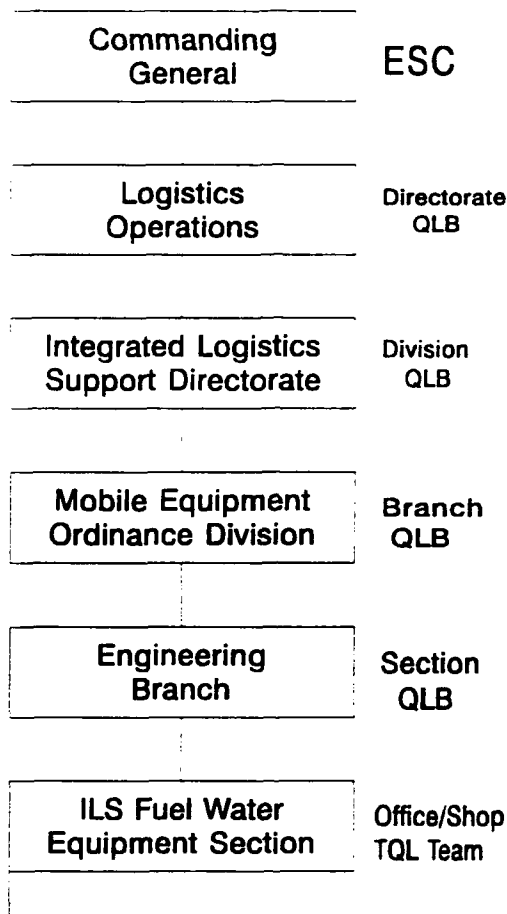 Commanding
General
ESC
Logistics
Operations
Directorate
QLB
Integrated Logistics
Support Directorate
Division
QLB
Mobile Equipment
Ordinance Division
Branch
QLB
Engineering
Branch
Section
QLB
ILS Fuel Water
Equipment Section
Office/Shop
TQL Team